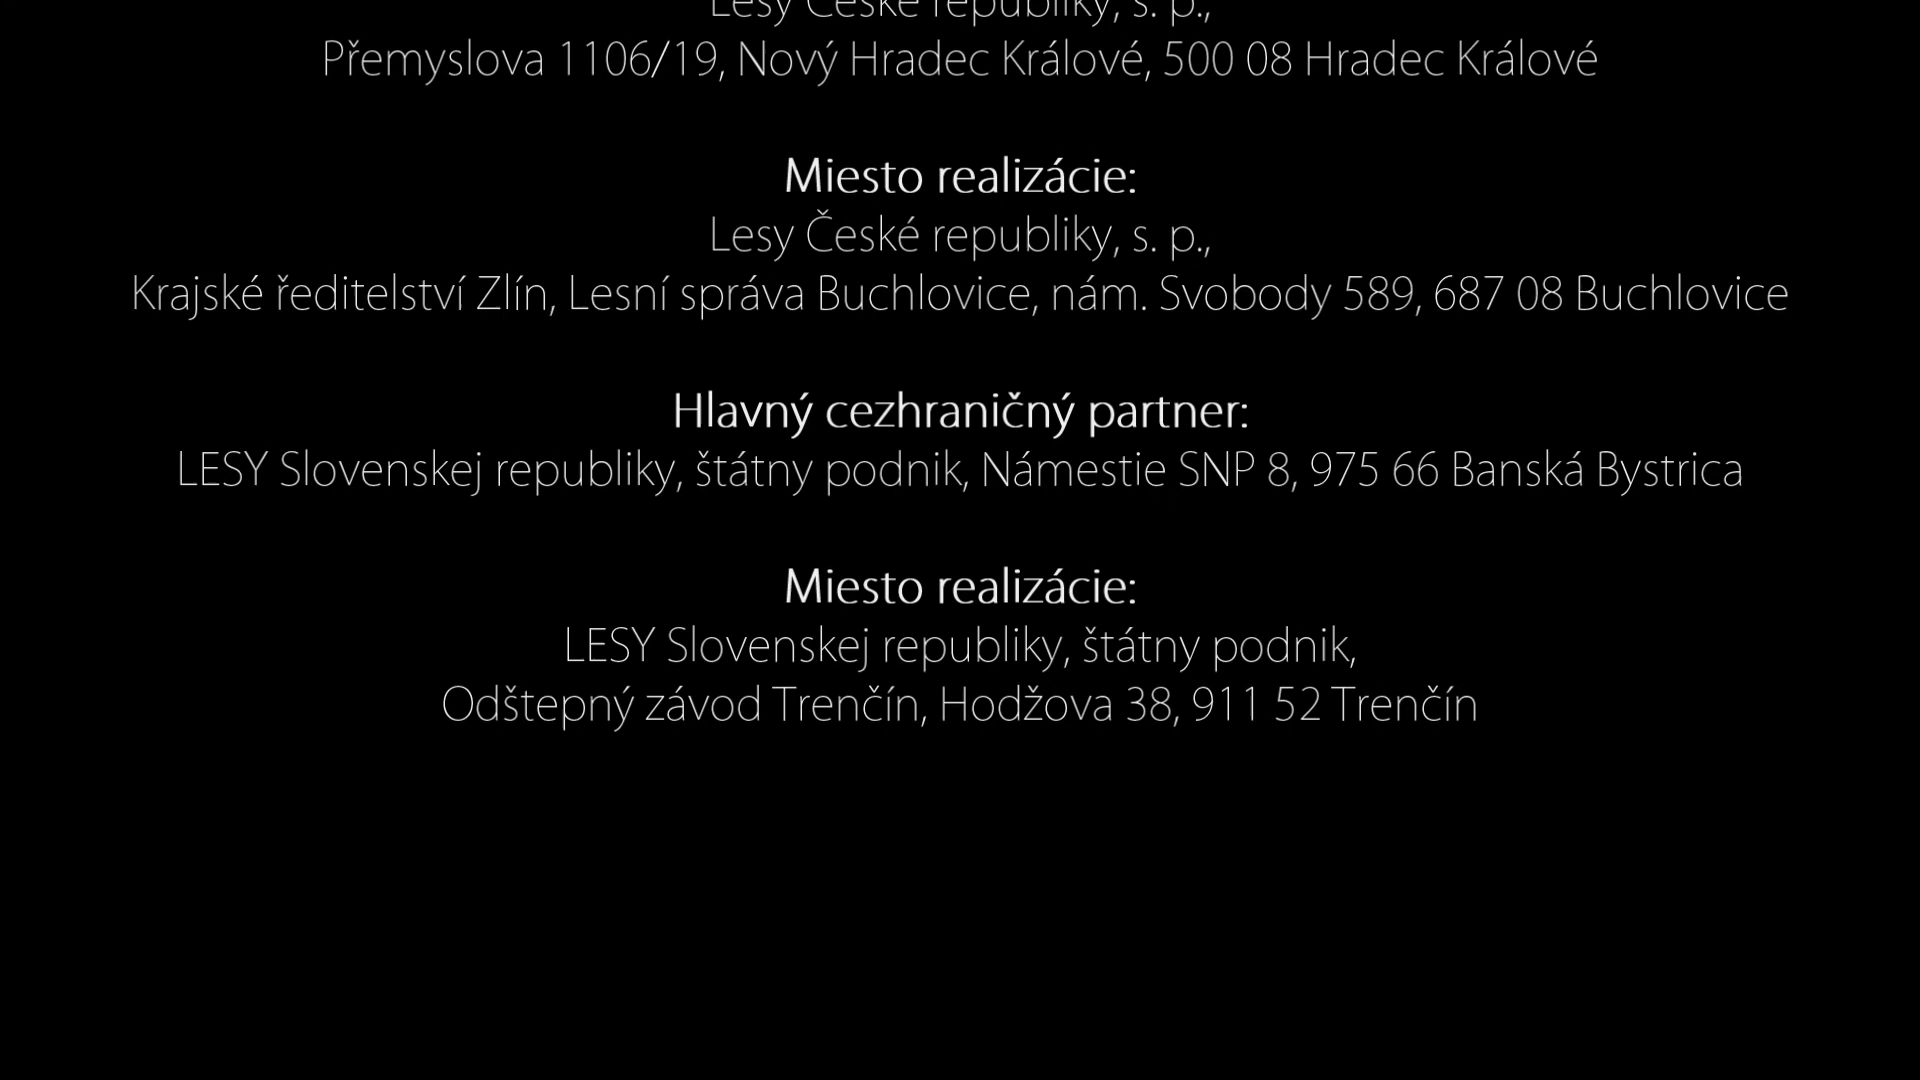 Lesy České republiky, s. p.,
Přemyslova 1106/19, Nový Hradec Králové, 500 08 Hradec Králové
Miesto realizácie:
Lesy České republiky, s. p.,
Krajské ředitelství Zlín, Lesní správa Buchlovice, nám. Svobody 589, 687 08 Buchlovice
Hlavný cezhraničný partner:
LESY Slovenskej republiky, štátny podnik, Námestie SNP 8, 975 66 Banská Bystrica
Miesto realizácie:
LESY Slovenskej republiky, štátny podnik,
Odštepný závod Trenčín, Hodžova 38, 911 52 Trenčín